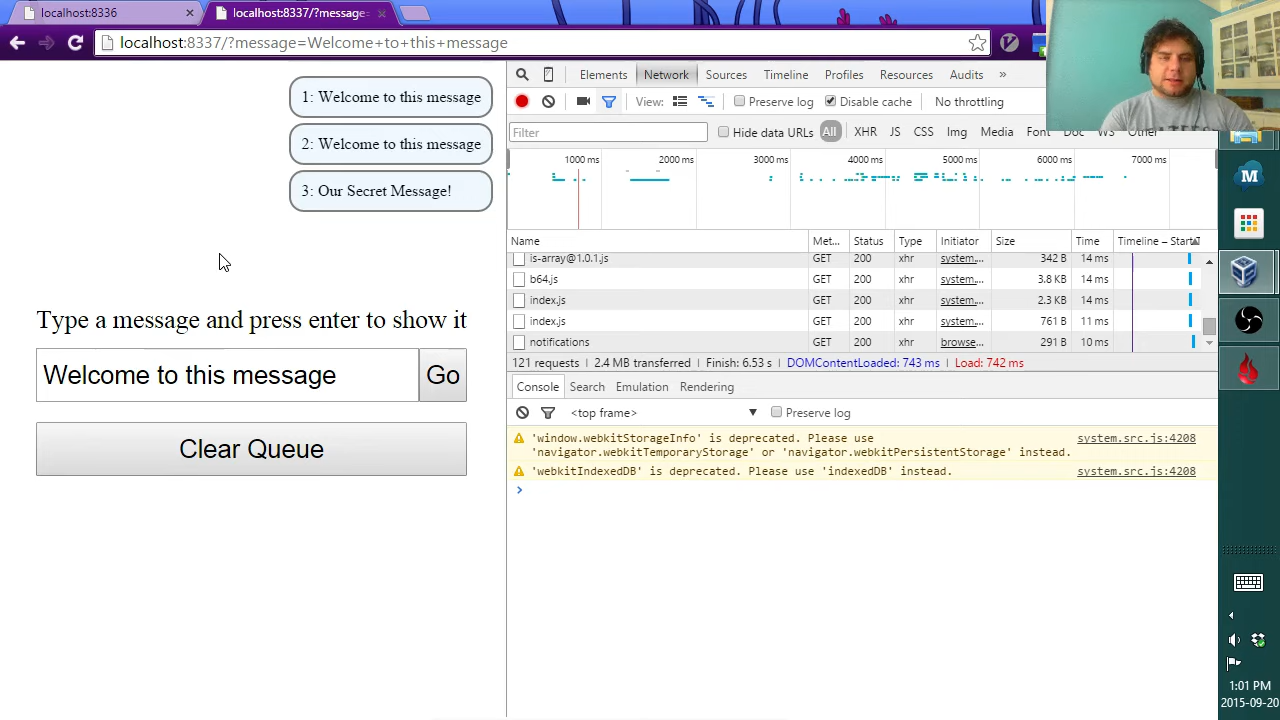 localhost:8336
localhost:8337/?message=
localhost:8337/?message=Welcome+to+this+message
1: Welcome to this message
2: Welcome to this message
3: Our Secret Message!
Type a message and press enter to show it
Welcome to this message
Go
Clear Queue
Elements Network Sources Timeline Profiles Resources Audits »
View: Preserve log Disable cache No throttling
Filter Hide data URLs All XHR JS CSS Img Media Font Doc WS Other
1000 ms 2000 ms 3000 ms 4000 ms 5000 ms 6000 ms 7000 ms
Name Met... Status Type Initiator Size Time Timeline – Start
is-array@1.0.1.js GET 200 xhr system.... 342 B 14 ms
b64.js GET 200 xhr system.... 3.8 KB 14 ms
index.js GET 200 xhr system.... 2.3 KB 14 ms
index.js GET 200 xhr system.... 761 B 11 ms
notifications GET 200 xhr browse... 291 B 10 ms
121 requests | 2.4 MB transferred | Finish: 6.53 s | DOMContentLoaded: 743 ms | Load: 742 ms
Console Search Emulation Rendering
<top frame> Preserve log
'window.webkitStorageInfo' is deprecated. Please use system.src.js:4208
'navigator.webkitTemporaryStorage' or 'navigator.webkitPersistentStorage' instead.
'webkitIndexedDB' is deprecated. Please use 'indexedDB' instead. system.src.js:4208
>
M
1:01 PM
2015-09-20